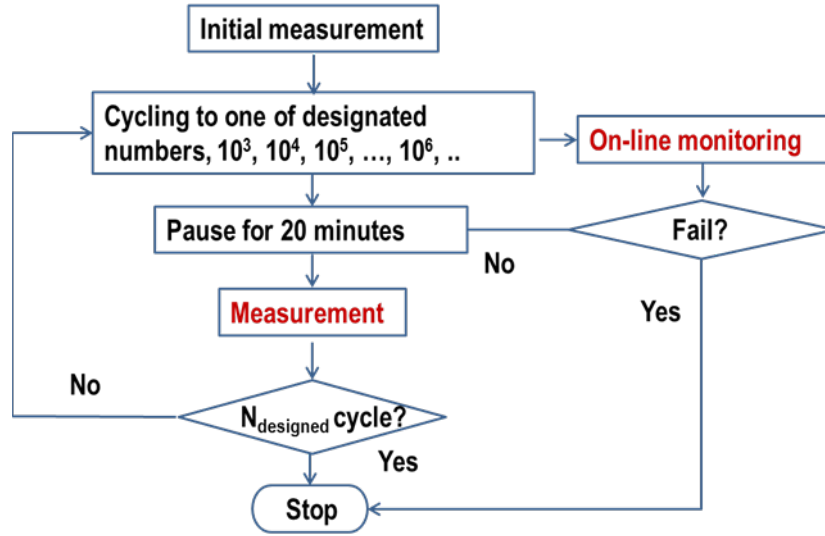 Initial measurement
Cycling to one of designated
numbers, 10³, 10⁴, 10⁵, ..., 10⁶, ..
On-line monitoring
Pause for 20 minutes
Fail?
No
Yes
Measurement
No
N_designed cycle?
Yes
Stop